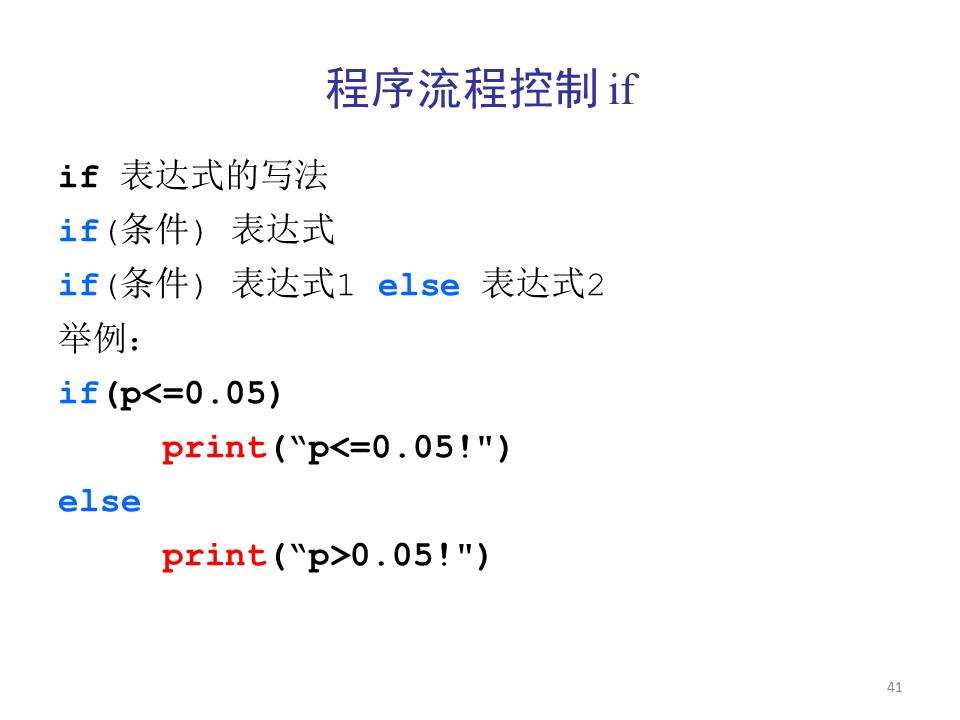 程序流程控制 if
if 表达式的写法
if(条件) 表达式
if(条件) 表达式1 else 表达式2
举例：
if(p<=0.05)
print(“p<=0.05!")
else
print(“p>0.05!")
41